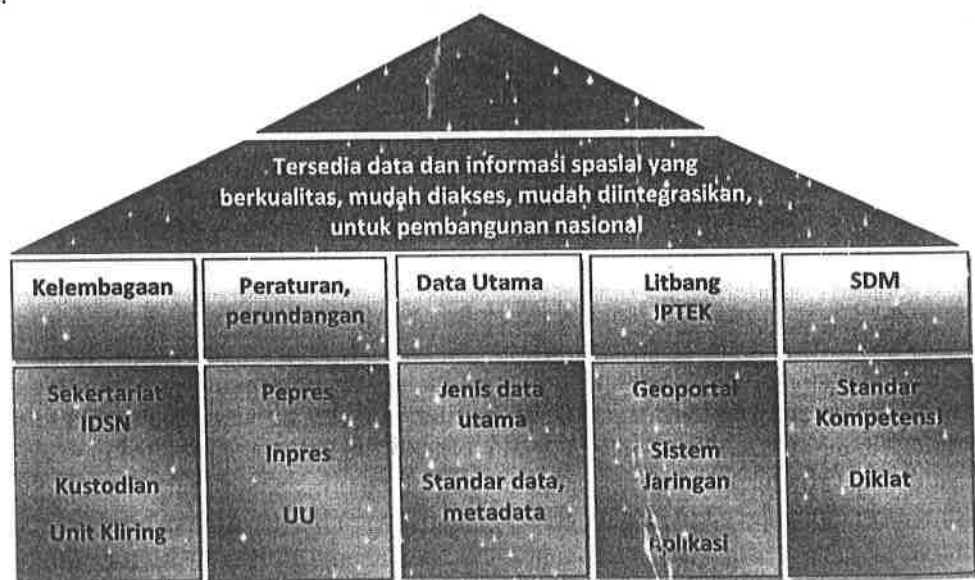 Tersedia data dan informasi spasial yang
berkualitas, mudah diakses, mudah diintegrasikan,
untuk pembangunan nasional
Kelembagaan
Peraturan,
perundangan
Data Utama
Litbang
IPTEK
SDM
Sekertariat
IDSN
Kustodian
Unit Kliring
Pepres
Inpres
UU
Jenis data
utama
Standar data,
metadata
Geoportal
Sistem
Jaringan
Aplikasi
Standar
Kompetensi
Diklat